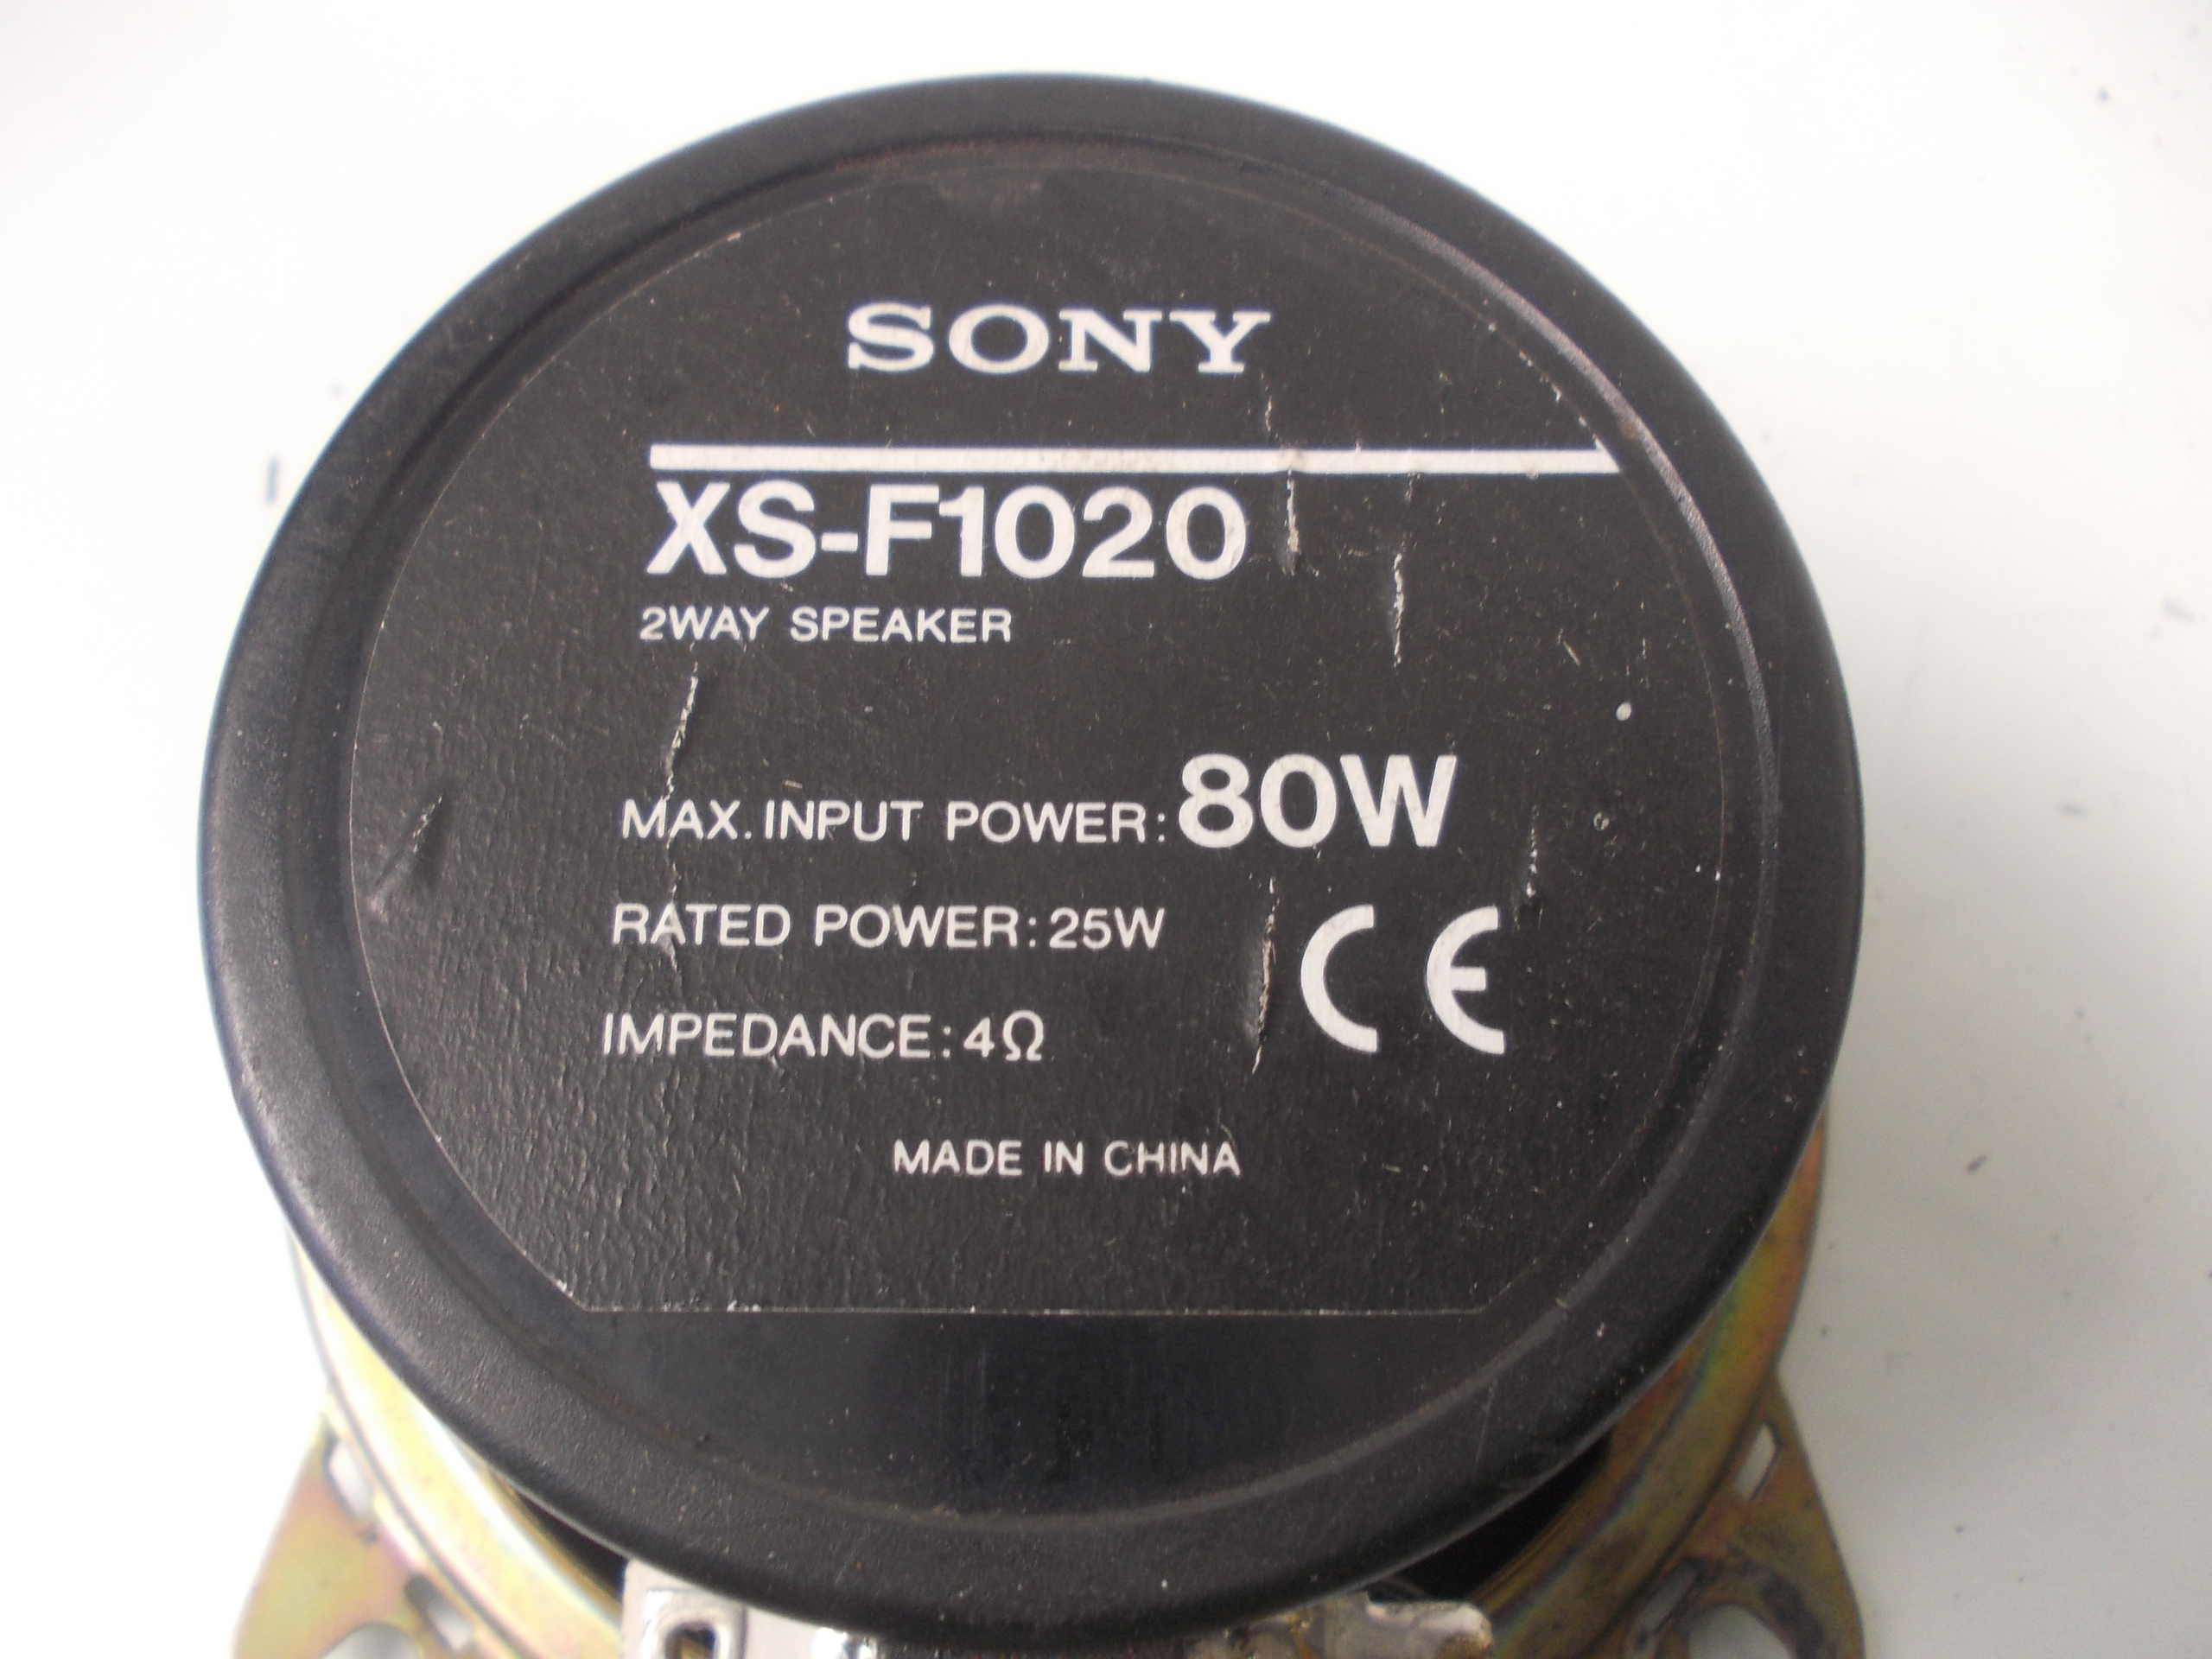 SONY
XS-F1020
2WAY SPEAKER
MAX. INPUT POWER: 80W
RATED POWER: 25W
IMPEDANCE: 4Ω
CE
MADE IN CHINA